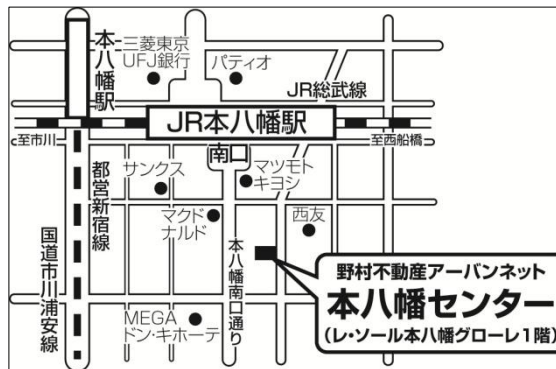 三菱東京
UFJ銀行
パティオ
本八幡駅
JR総武線
JR本八幡駅
至市川
至西船橋
南口
サンクス
マツモト
キヨシ
都営新宿線
マクド
ナルド
西友
国道市川浦安線
本八幡南口通り
MEGA
ドン・キホーテ
野村不動産アーバンネット
本八幡センター
(レ・ソール本八幡グローレ1階)